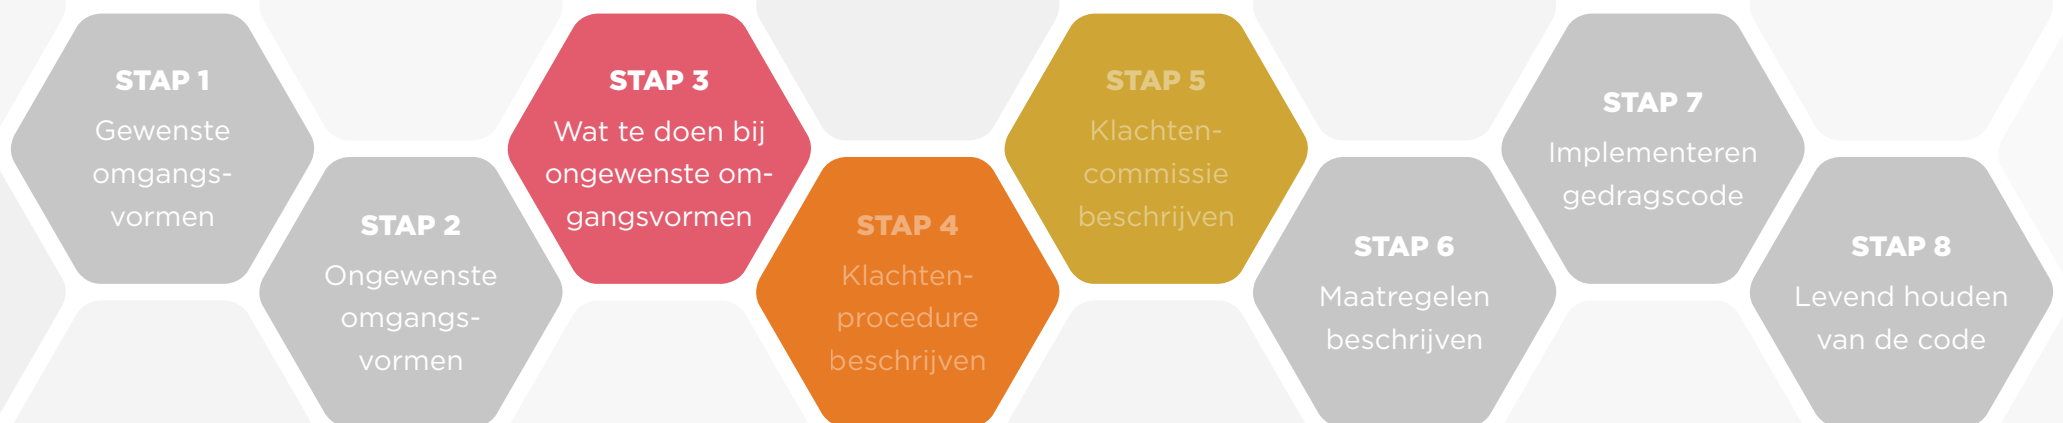 STAP 1
Gewenste
omgangs-
vormen
STAP 2
Ongewenste
omgangs-
vormen
STAP 3
Wat te doen bij
ongewenste om-
gangsvormen
STAP 4
Klachten-
procedure
beschrijven
STAP 5
Klachten-
commissie
beschrijven
STAP 6
Maatregelen
beschrijven
STAP 7
Implementeren
gedragscode
STAP 8
Levend houden
van de code